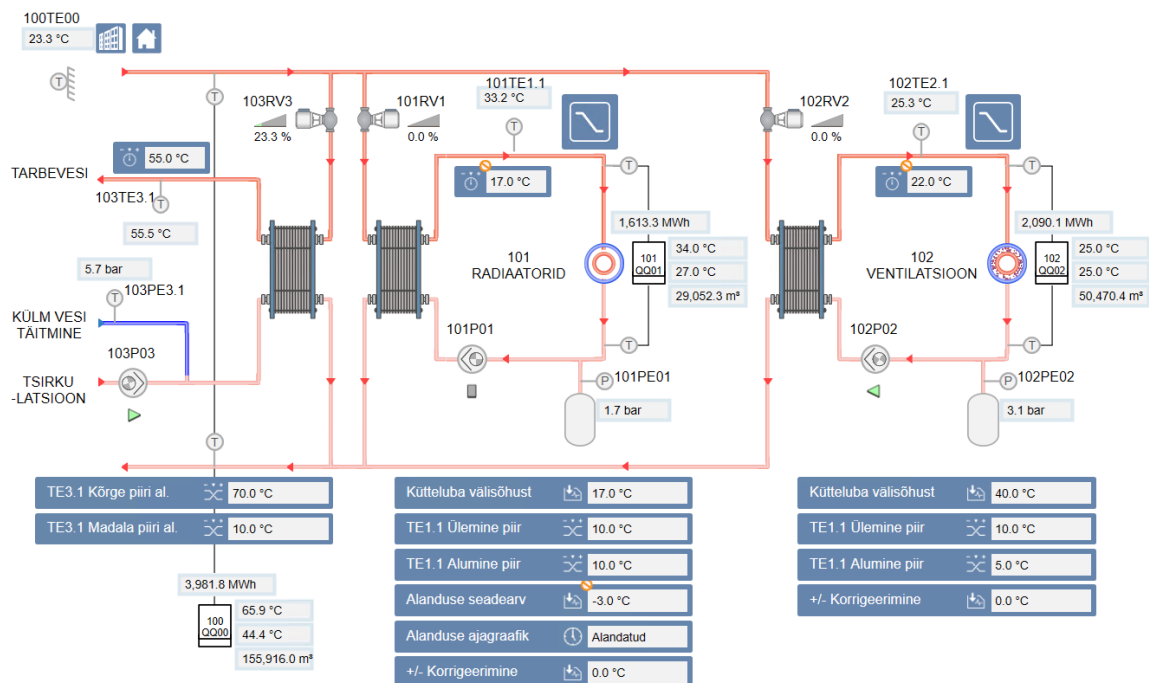 100TE00
23.3 °C
T
T
103RV3
23.3 %
101RV1
0.0 %
101TE1.1
33.2 °C
T
102RV2
0.0 %
102TE2.1
25.3 °C
T
55.0 °C
TARBEVESI
103TE3.1
T
55.5 °C
17.0 °C
T
22.0 °C
T
1,613.3 MWh
101
RADIAATORID
101
QQ01
34.0 °C
27.0 °C
29,052.3 m³
2,090.1 MWh
102
VENTILATSIOON
102
QQ02
25.0 °C
25.0 °C
50,470.4 m³
5.7 bar
103PE3.1
T
KÜLM VESI
TÄITMINE
103P03
TSIRKU
-LATSIOON
101P01
T
P
101PE01
1.7 bar
102P02
T
P
102PE02
3.1 bar
T
TE3.1 Kõrge piiri al.
70.0 °C
TE3.1 Madala piiri al.
10.0 °C
3,981.8 MWh
100
QQ00
65.9 °C
44.4 °C
155,916.0 m³
Kütteluba välisõhust
17.0 °C
TE1.1 Ülemine piir
10.0 °C
TE1.1 Alumine piir
10.0 °C
Alanduse seadearv
-3.0 °C
Alanduse ajagraafik
Alandatud
+/- Korrigeerimine
0.0 °C
Kütteluba välisõhust
40.0 °C
TE1.1 Ülemine piir
10.0 °C
TE1.1 Alumine piir
5.0 °C
+/- Korrigeerimine
0.0 °C